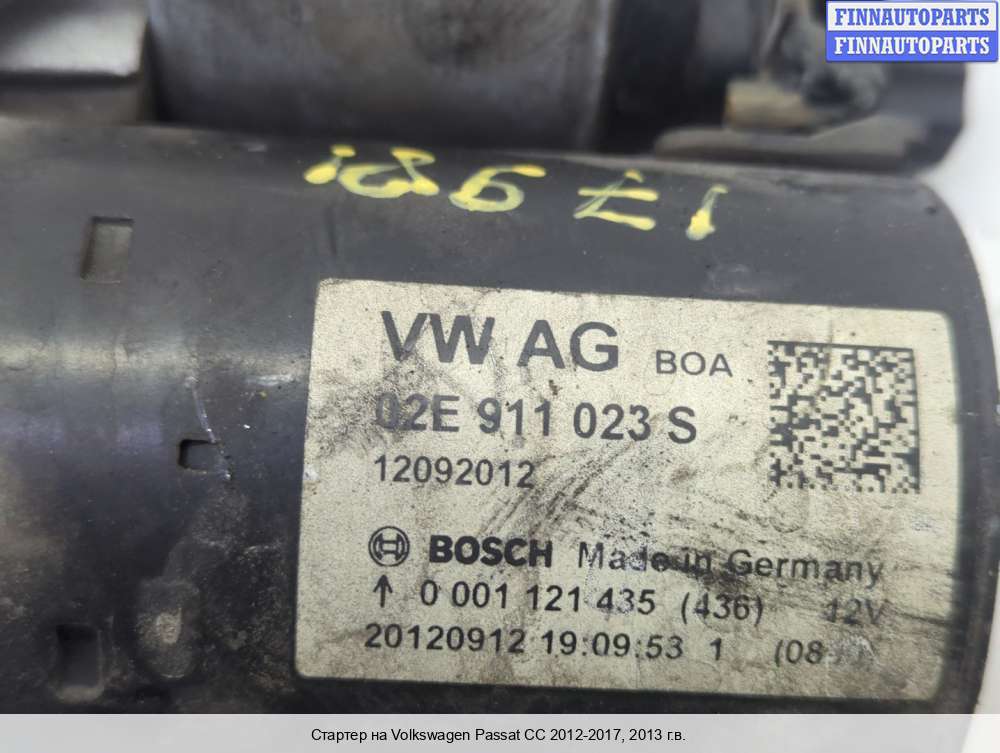 FINNAUTOPARTS
FINNAUTOPARTS
VW AG BOA
02E 911 023 S
12092012
BOSCH Made in Germany
↑ 0 001 121 435 (436) 12V
20120912 19:09:53 1
Стартер на Volkswagen Passat CC 2012-2017, 2013 г.в.